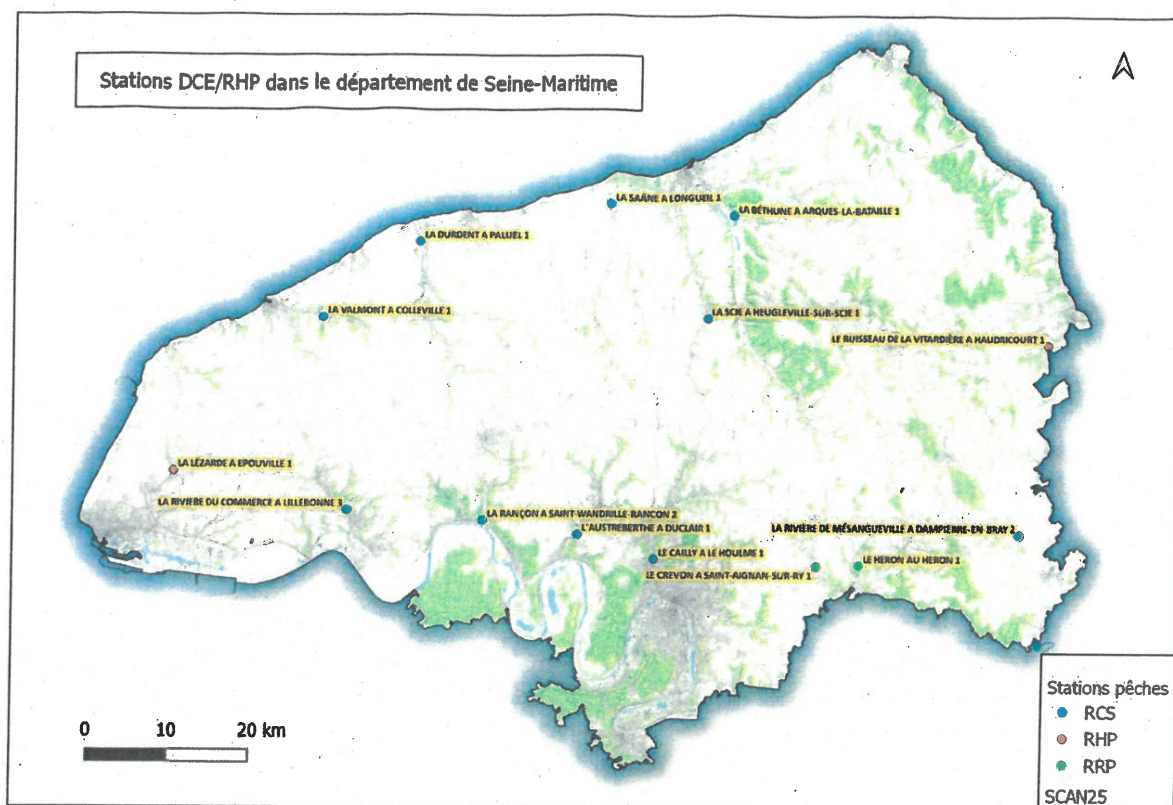 Stations DCE/RHP dans le département de Seine-Maritime
LA SAÂNE A LONGUEIL 1
LA BÉTHUNE A ARQUES-LA-BATAILLE 1
LA DURDENT A PALUEL 1
LA VALMONT A COLLEVILLE 1
LA SCIE A HEUGLEVILLE-SUR-SCIE 1
LE RUISSEAU DE LA VITARDIÈRE A HAUDRICOURT 1
LA LÉZARDE A EPOUVILLE 1
LA RIVIÈRE DU COMMERCE A LILLEBONNE 3
LA RANÇON A SAINT-WANDRILLE-RANCON 2
L'AUSTREBERTHE A DUCLAIR 1
LA RIVIÈRE DE MÉSANGUEVILLE A DAMPIERRE-EN-BRAY 2
LE CAILLY A LE HOULME 1
LE CREVON A SAINT-AIGNAN-SUR-RY 1
LE HERON AU HERON 1
0 10 20 km
Stations pêches
RCS
RHP
RRP
SCAN25